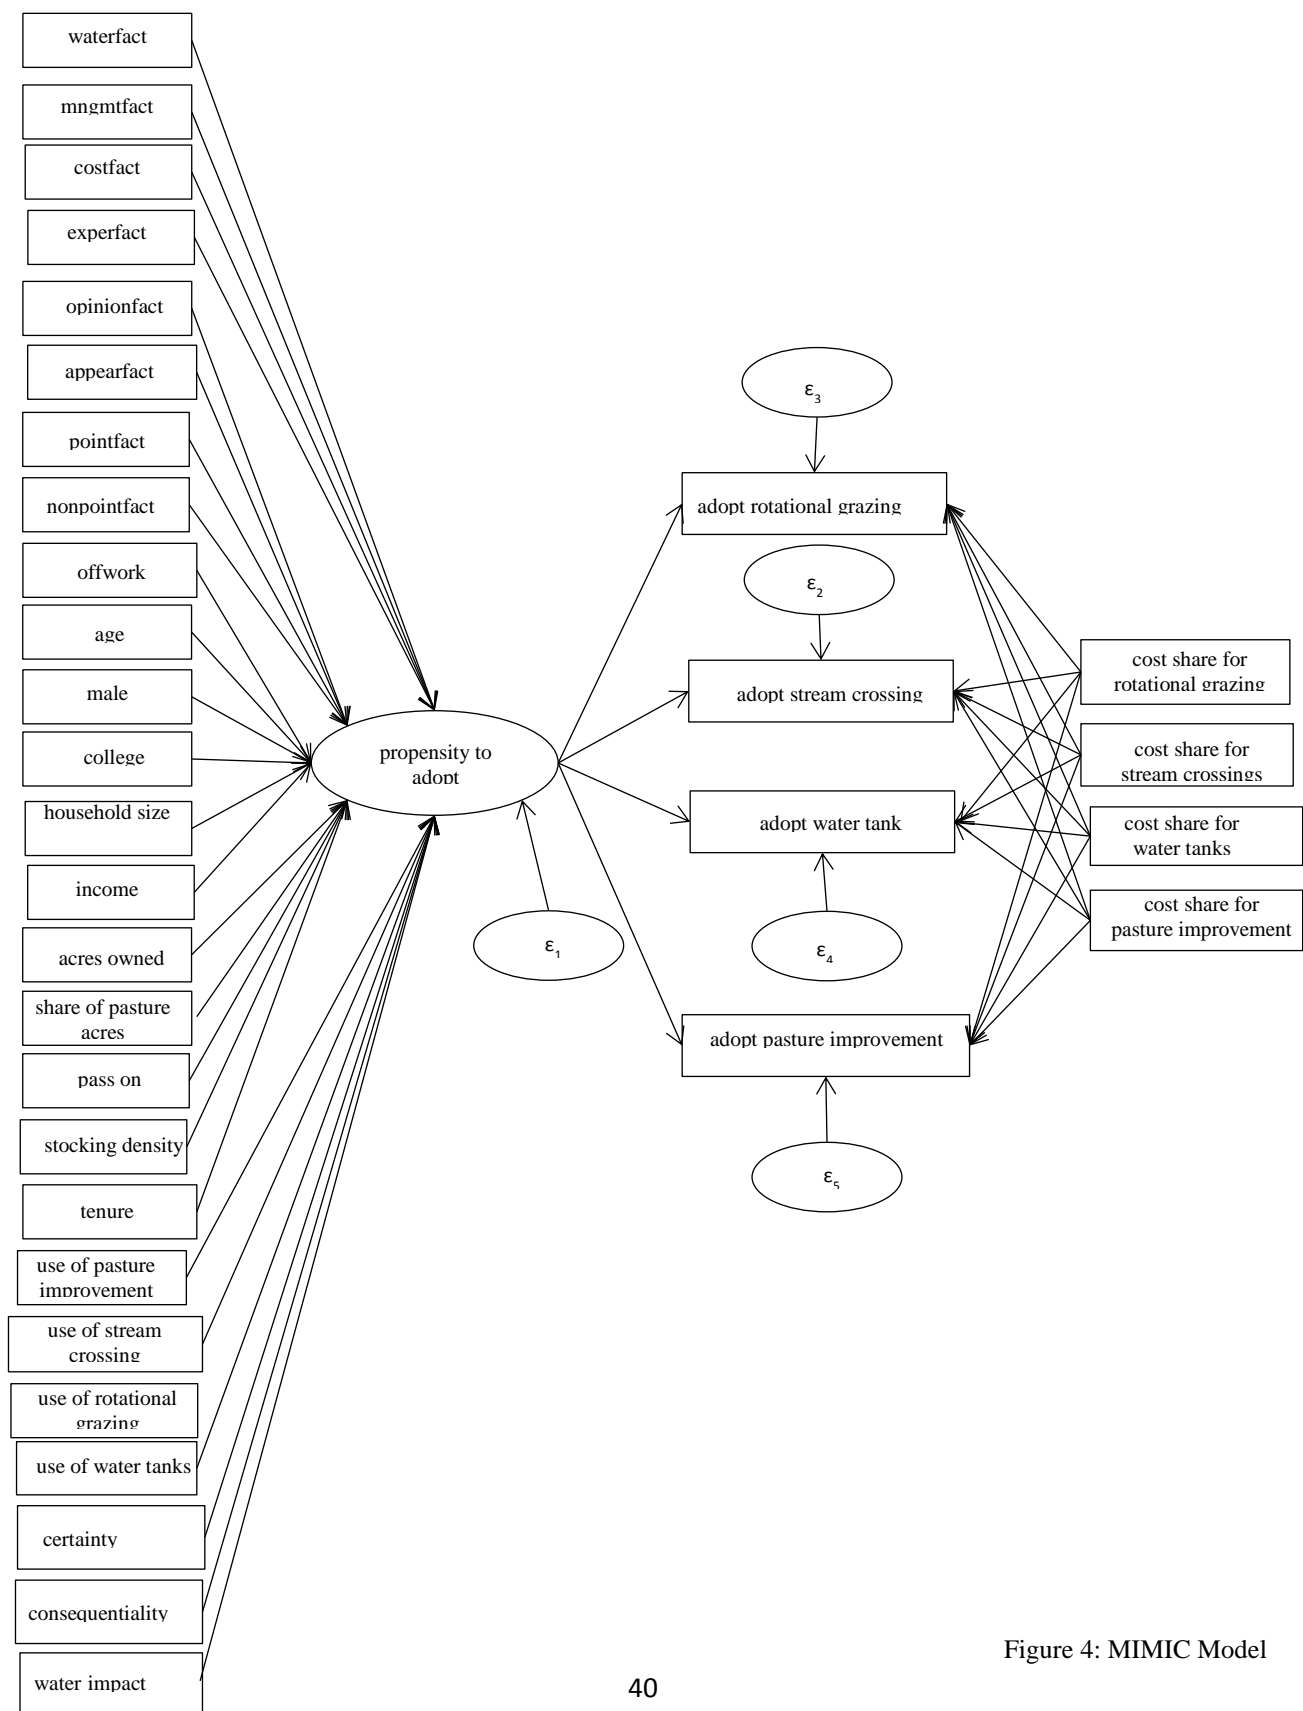 waterfact
mngmtfact
costfact
experfact
opinionfact
appearfact
pointfact
nonpointfact
offwork
age
male
college
household size
income
acres owned
share of pasture
acres
pass on
stocking density
tenure
use of pasture
improvement
use of stream
crossing
use of rotational
grazing
use of water tanks
certainty
consequentiality
water impact
propensity to
adopt
ε1
ε3
adopt rotational grazing
ε2
adopt stream crossing
adopt water tank
ε4
adopt pasture improvement
ε5
cost share for
rotational grazing
cost share for
stream crossings
cost share for
water tanks
cost share for
pasture improvement
Figure 4: MIMIC Model
40